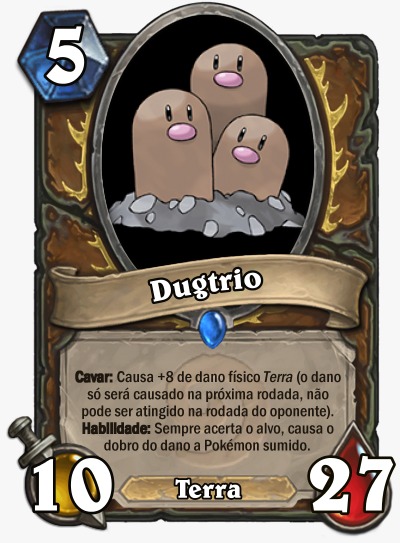 5
Dugtrio
Cavar: Causa +8 de dano físico Terra (o dano
só será causado na próxima rodada, não
pode ser atingido na rodada do oponente).
Habilidade: Sempre acerta o alvo, causa o
dobro do dano a Pokémon sumido.
10
Terra
27